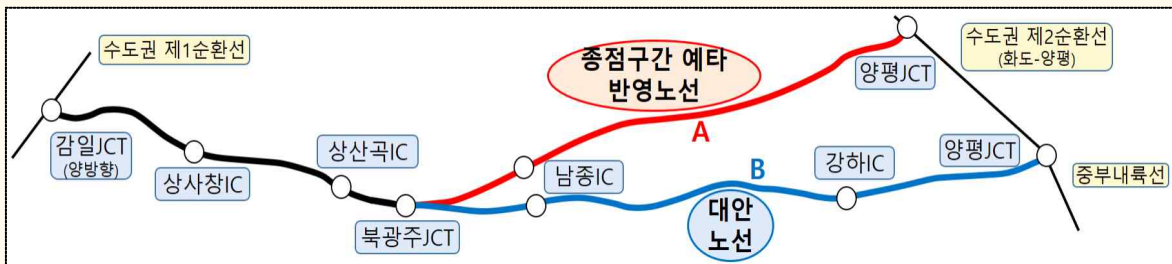 수도권 제1순환선
종점구간 예타
반영노선
수도권 제2순환선
(화도-양평)
양평JCT
A
감일JCT
(양방향)
상사창IC
상산곡IC
북광주JCT
남종IC
B
대안
노선
강하IC
양평JCT
중부내륙선